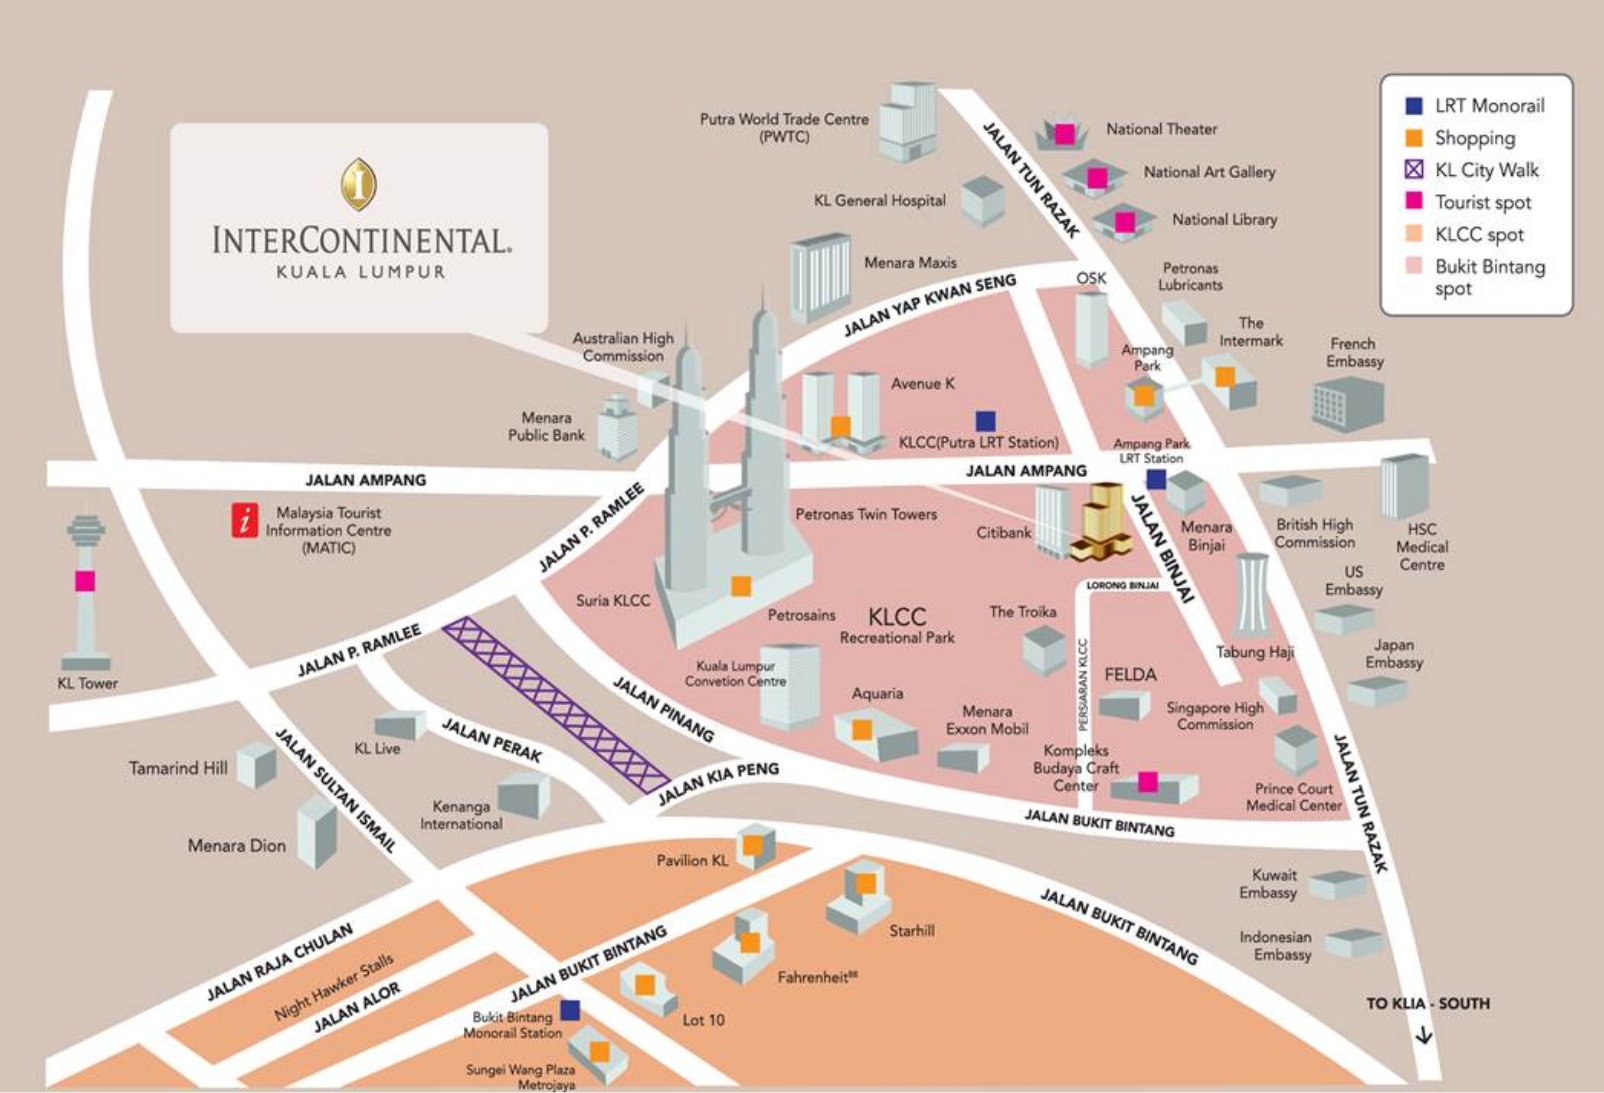 INTERCONTINENTAL.
KUALA LUMPUR
LRT Monorail
Shopping
KL City Walk
Tourist spot
KLCC spot
Bukit Bintang
spot
Putra World Trade Centre
(PWTC)
JALAN TUN RAZAK
National Theater
National Art Gallery
National Library
KL General Hospital
Menara Maxis
JALAN YAP KWAN SENG
OSK
Petronas
Lubricants
The
Intermark
French
Embassy
Australian High
Commission
Ampang
Park
Avenue K
Menara
Public Bank
KLCC(Putra LRT Station)
Ampang Park
LRT Station
JALAN AMPANG
JALAN AMPANG
i
Malaysia Tourist
Information Centre
(MATIC)
JALAN P. RAMLEE
Petronas Twin Towers
Citibank
JALAN BINJAI
Menara
Binjai
British High
Commission
HSC
Medical
Centre
US
Embassy
LORONG BINJAI
Suria KLCC
Petrosains
KLCC
Recreational Park
The Troika
JALAN P. RAMLEE
KL Tower
Kuala Lumpur
Convetion Centre
Tabung Haji
Japan
Embassy
PERSIARAN KLCC
FELDA
JALAN PINANG
Aquaria
Menara
Exxon Mobil
Singapore High
Commission
JALAN PERAK
KL Live
Tamarind Hill
JALAN SULTAN ISMAIL
Kompleks
Budaya Craft
Center
JALAN KIA PENG
Prince Court
Medical Center
JALAN TUN RAZAK
Kenanga
International
JALAN BUKIT BINTANG
Menara Dion
Pavilion KL
Kuwait
Embassy
JALAN BUKIT BINTANG
Starhill
JALAN RAJA CHULAN
Night Hawker Stalls
JALAN ALOR
JALAN BUKIT BINTANG
Fahrenheit⁸⁸
Indonesian
Embassy
TO KLIA - SOUTH
Bukit Bintang
Monorail Station
Lot 10
Sungei Wang Plaza
Metrojaya